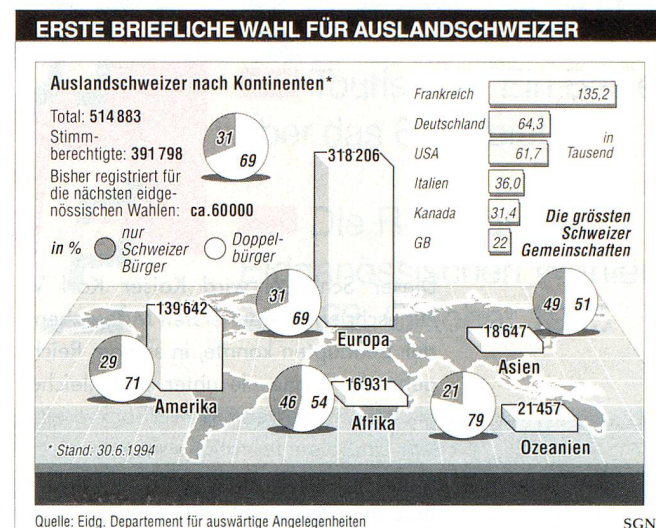 ERSTE BRIEFLICHE WAHL FÜR AUSLANDSCHWEIZER
Auslandschweizer nach Kontinenten*
Total: 514 883
Stimm-
berechtigte: 391 798
Bisher registriert für
die nächsten eidge-
nössischen Wahlen: ca.60000
in %
nur
Schweizer
Bürger
Doppel-
bürger
31
69
Frankreich 135,2
Deutschland 64,3
USA 61,7
Italien 36,0
Kanada 31,4
GB 22
in
Tausend
Die grössten
Schweizer
Gemeinschaften
318 206
31
69
Europa
139 642
29
71
Amerika
49 51
18 647
Asien
46 54
16 931
Afrika
21
79
21 457
Ozeanien
* Stand: 30.6.1994
Quelle: Eidg. Departement für auswärtige Angelegenheiten
SGN